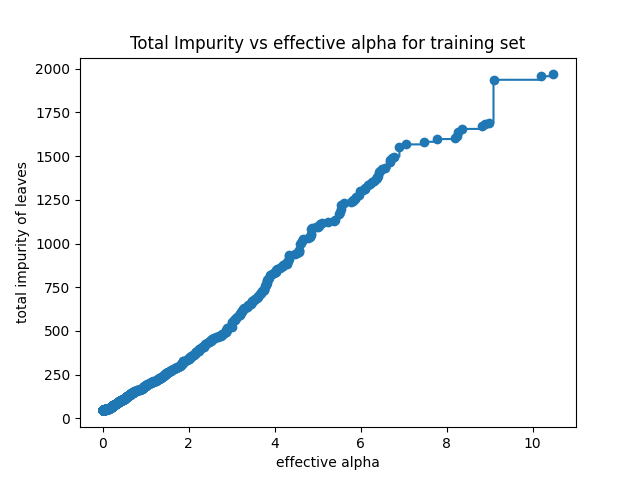 Total Impurity vs effective alpha for training set
2000
1750
1500
1250
1000
750
500
250
0
total impurity of leaves
0 2 4 6 8 10
effective alpha